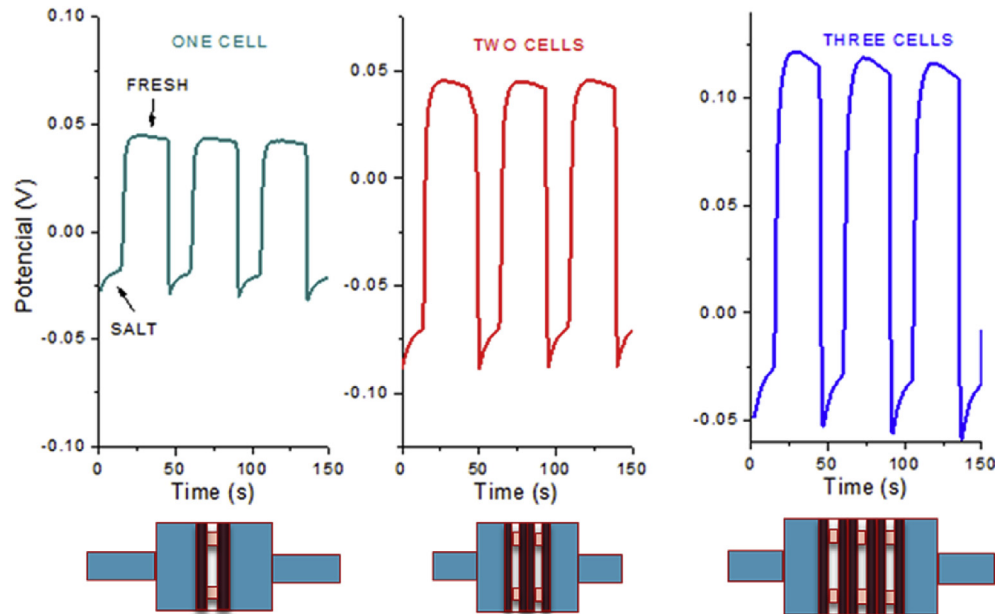 0.10
0.05
0.00
-0.05
-0.10
Potencial (V)
ONE CELL
FRESH
SALT
0
50
100
150
Time (s)
0.05
0.00
-0.05
-0.10
TWO CELLS
0
50
100
150
Time (s)
0.10
0.05
0.00
-0.05
THREE CELLS
0
50
100
150
Time (s)